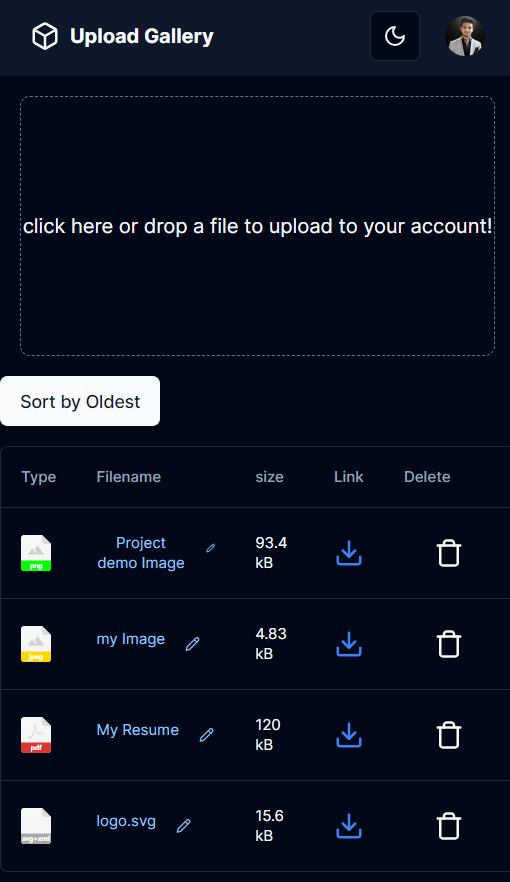 Upload Gallery
click here or drop a file to upload to your account!
Sort by Oldest
Type Filename size Link Delete
png
Project
demo Image
93.4
kB
jpeg
my Image
4.83
kB
pdf
My Resume
120
kB
svg+xml
logo.svg
15.6
kB